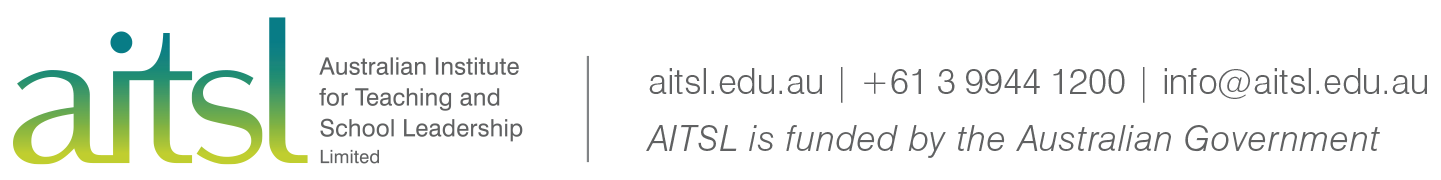 aitsl
Australian Institute
for Teaching and
School Leadership
Limited
aitsl.edu.au | +61 3 9944 1200 | info@aitsl.edu.au
AITSL is funded by the Australian Government